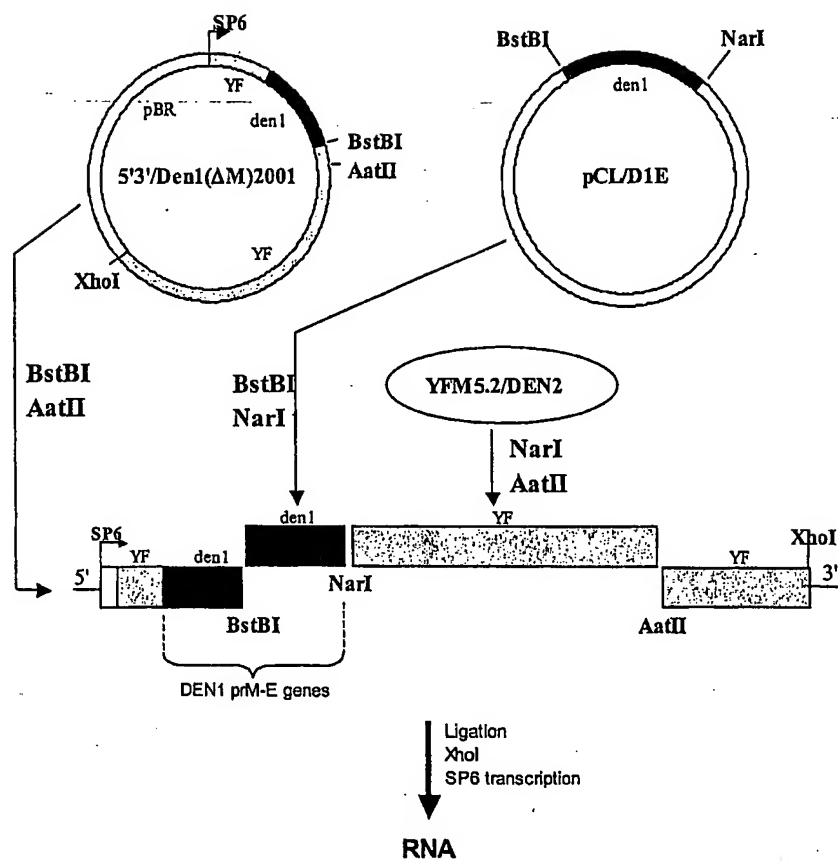 SP6
YF
pBR
den1
BstBI
AatII
5'3'/Den1(ΔM)2001
YF
XhoI
BstBI
NarI
den1
pCL/D1E
BstBI
AatII
BstBI
NarI
YFM5.2/DEN2
NarI
AatII
SP6
YF
den1
den1
YF
YF
XhoI
5'
3'
BstBI
NarI
AatII
DEN1 prM-E genes
Ligation
XhoI
SP6 transcription
RNA